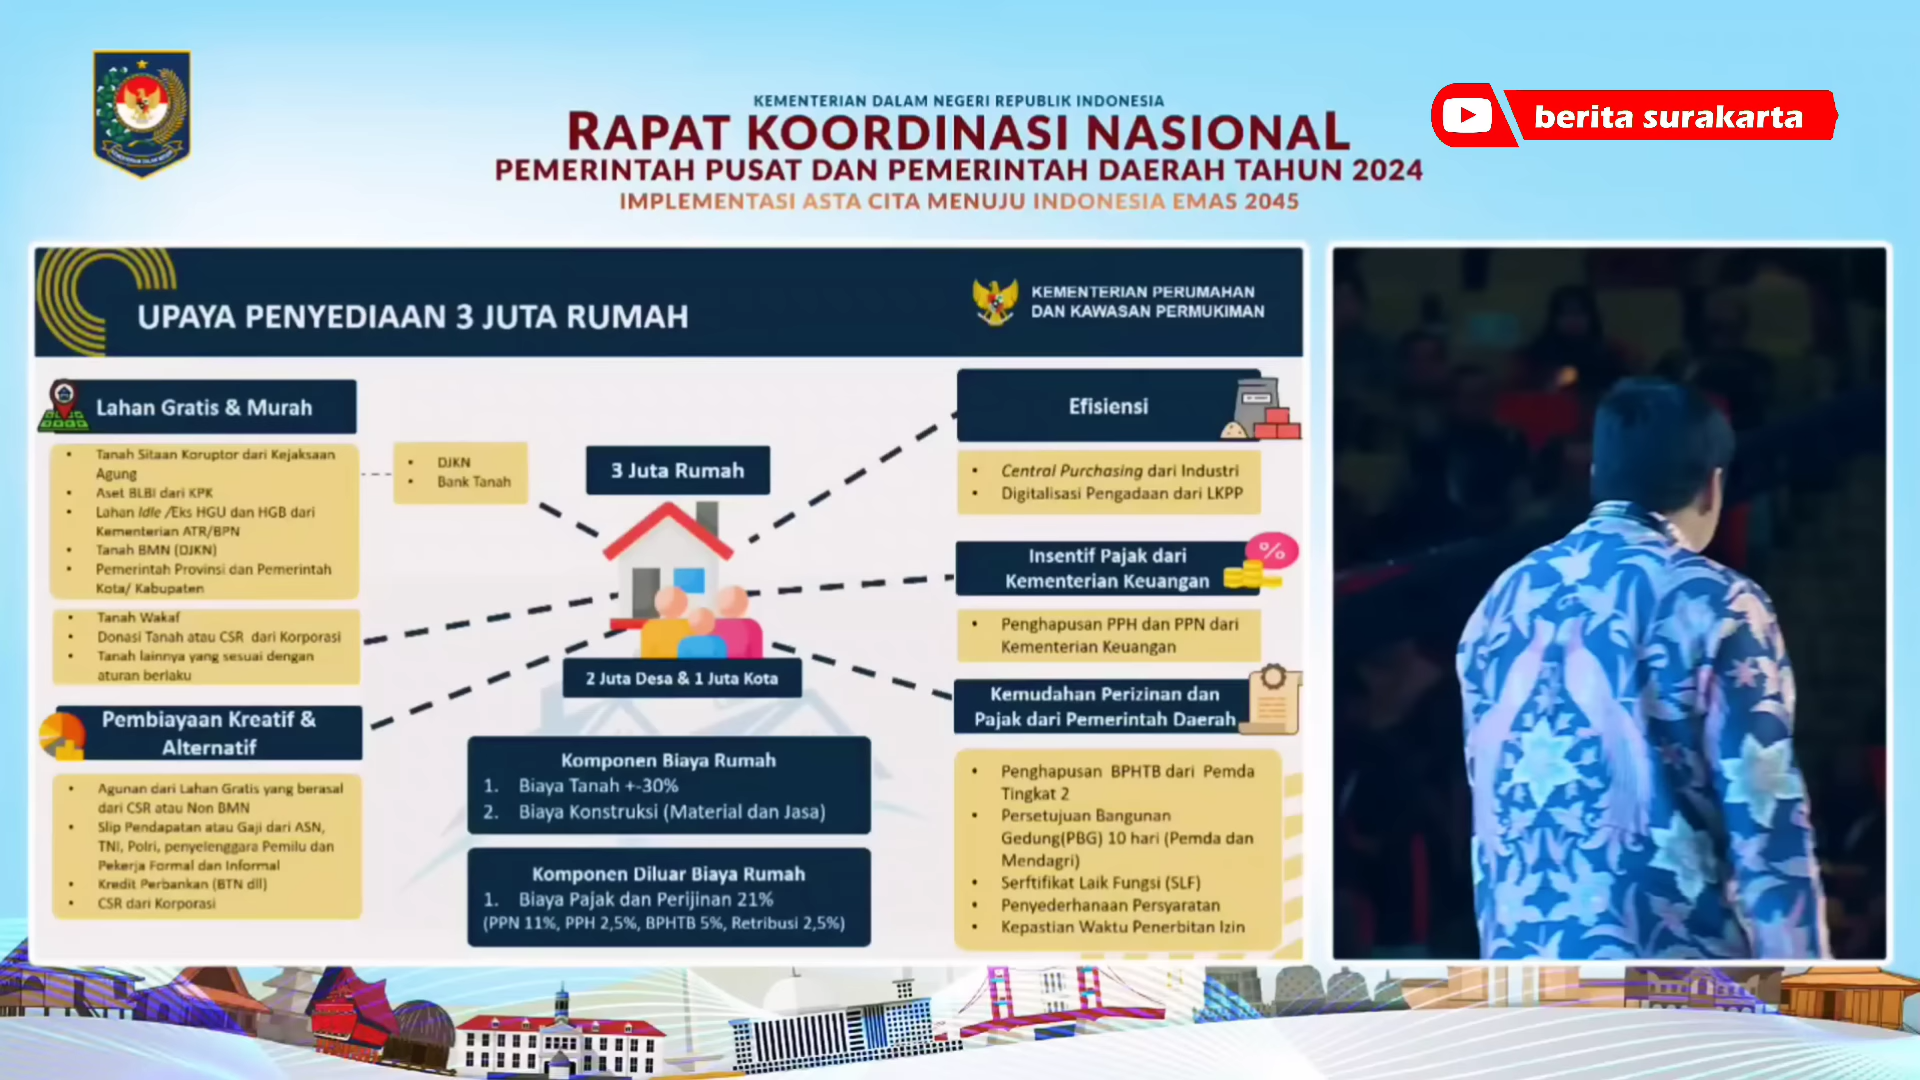 KEMENTERIAN DALAM NEGERI REPUBLIK INDONESIA
RAPAT KOORDINASI NASIONAL
PEMERINTAH PUSAT DAN PEMERINTAH DAERAH TAHUN 2024
IMPLEMENTASI ASTA CITA MENUJU INDONESIA EMAS 2045
berita surakarta
UPAYA PENYEDIAAN 3 JUTA RUMAH
KEMENTERIAN PERUMAHAN
DAN KAWASAN PERMUKIMAN
Lahan Gratis & Murah
• Tanah Sitaan Koruptor dari Kejaksaan
Agung
• Aset BLBI dari KPK
• Lahan Idle /Eks HGU dan HGB dari
Kementerian ATR/BPN
• Tanah BMN (DJKN)
• Pemerintah Provinsi dan Pemerintah
Kota/ Kabupaten
• DJKN
• Bank Tanah
• Tanah Wakaf
• Donasi Tanah atau CSR dari Korporasi
• Tanah lainnya yang sesuai dengan
aturan berlaku
Pembiayaan Kreatif &
Alternatif
• Agunan dari Lahan Gratis yang berasal
dari CSR atau Non BMN
• Slip Pendapatan atau Gaji dari ASN,
TNI, Polri, penyelenggara Pemilu dan
Pekerja Formal dan Informal
• Kredit Perbankan (BTN dll)
• CSR dari Korporasi
3 Juta Rumah
2 Juta Desa & 1 Juta Kota
Komponen Biaya Rumah
1. Biaya Tanah +-30%
2. Biaya Konstruksi (Material dan Jasa)
Komponen Diluar Biaya Rumah
1. Biaya Pajak dan Perijinan 21%
(PPN 11%, PPH 2,5%, BPHTB 5%, Retribusi 2,5%)
Efisiensi
• Central Purchasing dari Industri
• Digitalisasi Pengadaan dari LKPP
Insentif Pajak dari
Kementerian Keuangan
%
• Penghapusan PPH dan PPN dari
Kementerian Keuangan
Kemudahan Perizinan dan
Pajak dari Pemerintah Daerah
• Penghapusan BPHTB dari Pemda
Tingkat 2
• Persetujuan Bangunan
Gedung(PBG) 10 hari (Pemda dan
Mendagri)
• Serftifikat Laik Fungsi (SLF)
• Penyederhanaan Persyaratan
• Kepastian Waktu Penerbitan Izin